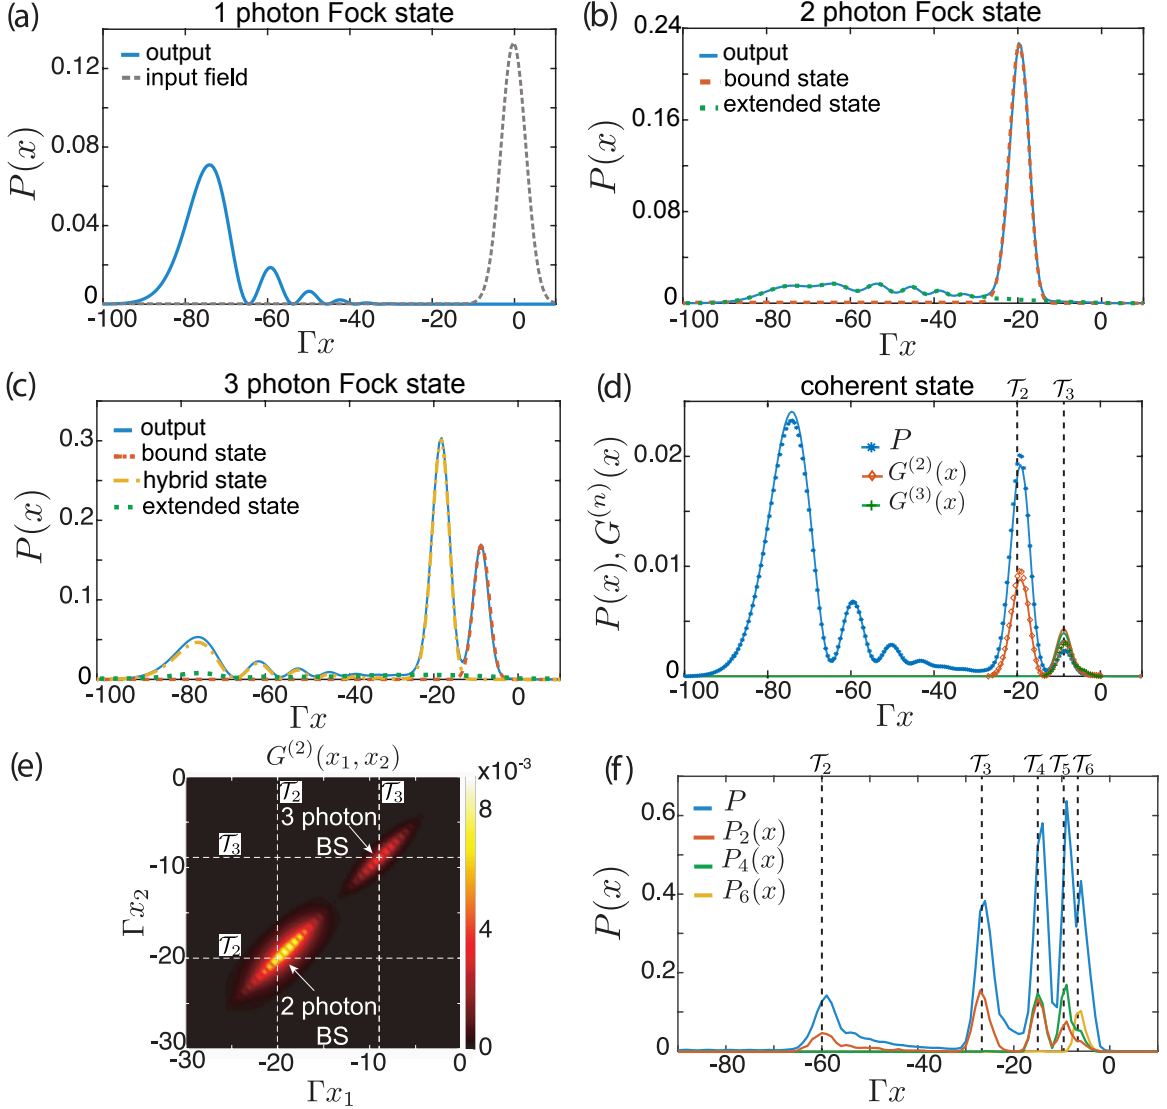 (a) 1 photon Fock state
output
input field
0.12
0.08
0.04
0
P(x)
-100 -80 -60 -40 -20 0
Γx
(b) 2 photon Fock state
output
bound state
extended state
0.24
0.16
0.08
0
P(x)
-100 -80 -60 -40 -20 0
Γx
(c) 3 photon Fock state
-100 -80 -60 -40 -20 0
output
bound state
hybrid state
extended state
0.3
0.2
0.1
0
P(x)
-100 -80 -60 -40 -20 0
Γx
(d) coherent state 𝒯₂ 𝒯₃
P
G⁽²⁾(x)
G⁽³⁾(x)
0.02
0.01
0
P(x), G⁽ⁿ⁾(x)
-100 -80 -60 -40 -20 0
Γx
(e) G⁽²⁾(x₁, x₂)
x10⁻³
0
-10
-20
-30
Γx₂
𝒯₂ 𝒯₃
3 photon
BS
𝒯₃
𝒯₂
2 photon
BS
8
4
0
-30 -20 -10 0
Γx₁
(f) 𝒯₂ 𝒯₃ 𝒯₄ 𝒯₅ 𝒯₆
P
P₂(x)
P₄(x)
P₆(x)
0.6
0.4
0.2
0
P(x)
-80 -60 -40 -20 0
Γx